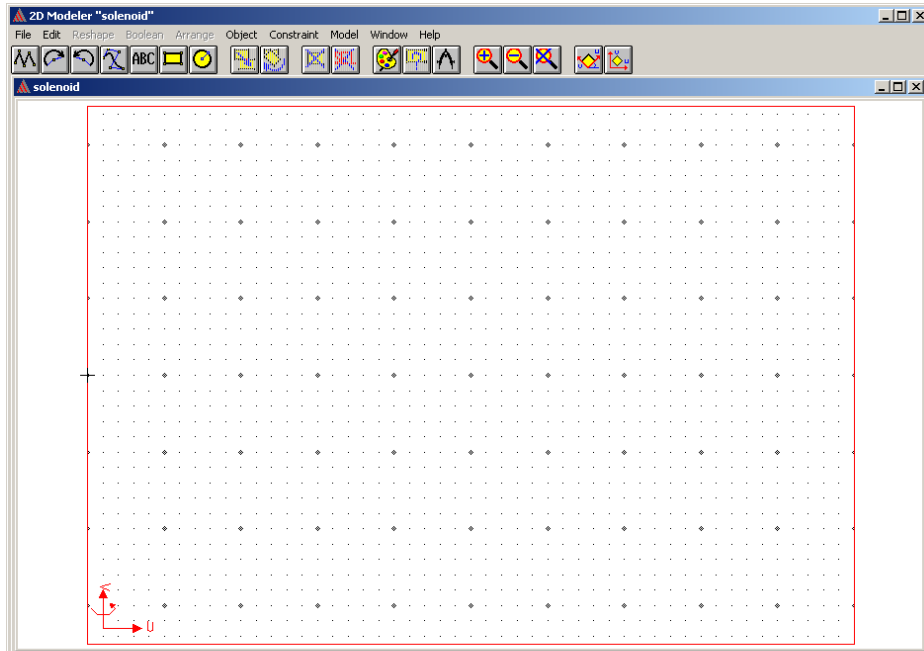 2D Modeler "solenoid"
File Edit Reshape Boolean Arrange Object Constraint Model Window Help
ABC
solenoid
V
U